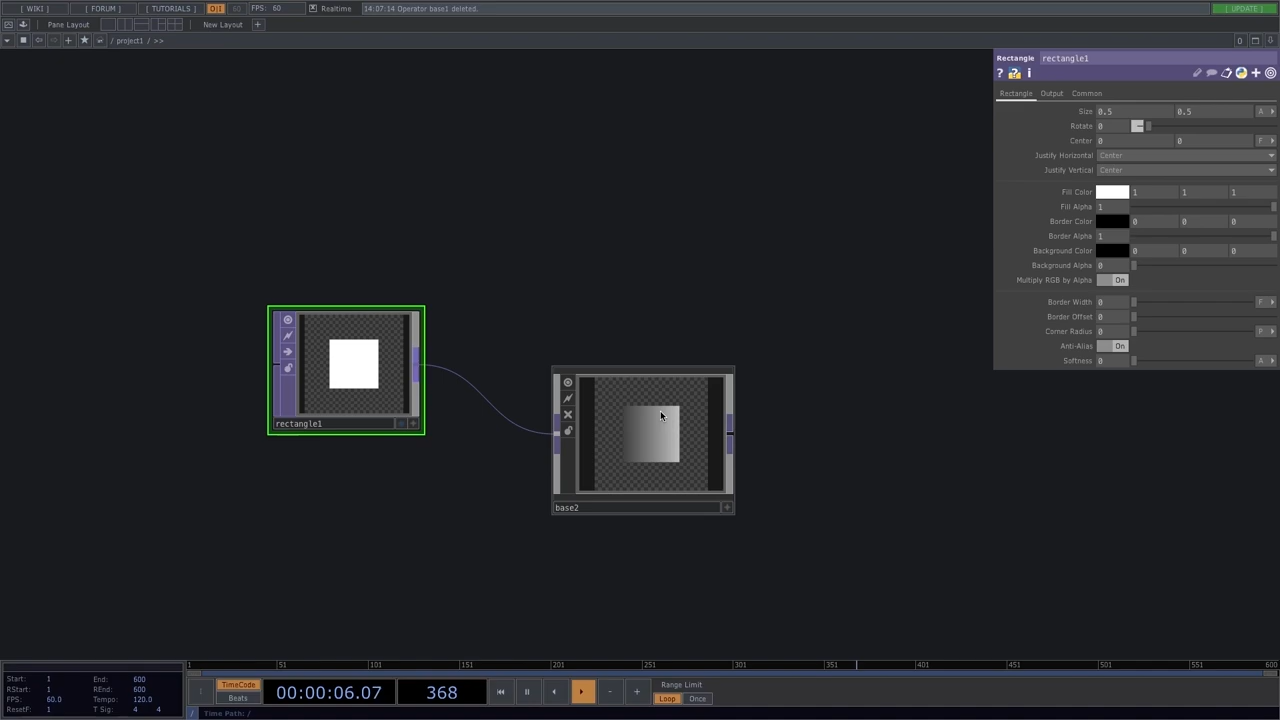 [ WIKI ] [ FORUM ] [ TUTORIALS ] O|I 60 FPS: 60 Realtime 14:07:14 Operator base1 deleted. [ UPDATE ]
Pane Layout New Layout +
/ project1 / >>
Rectangle rectangle1
? i
Rectangle Output Common
Size 0.5 0.5 A
Rotate 0
Center 0 0 F
Justify Horizontal Center
Justify Vertical Center
Fill Color 1 1 1
Fill Alpha 1
Border Color 0 0 0
Border Alpha 1
Background Color 0 0 0
Background Alpha 0
Multiply RGB by Alpha On
Border Width 0 F
Border Offset 0
Corner Radius 0 P
Anti-Alias On
Softness 0 A
rectangle1
base2
1 51 101 151 201 251 301 351 401 451 501 551 600
Start: 1 End: 600
RStart: 1 REnd: 600
FPS: 60.0 Tempo: 120.0
ResetF: 1 T Sig: 4 4
TimeCode
Beats
00:00:06.07 368
- +
Range Limit
Loop Once
/ Time Path: /